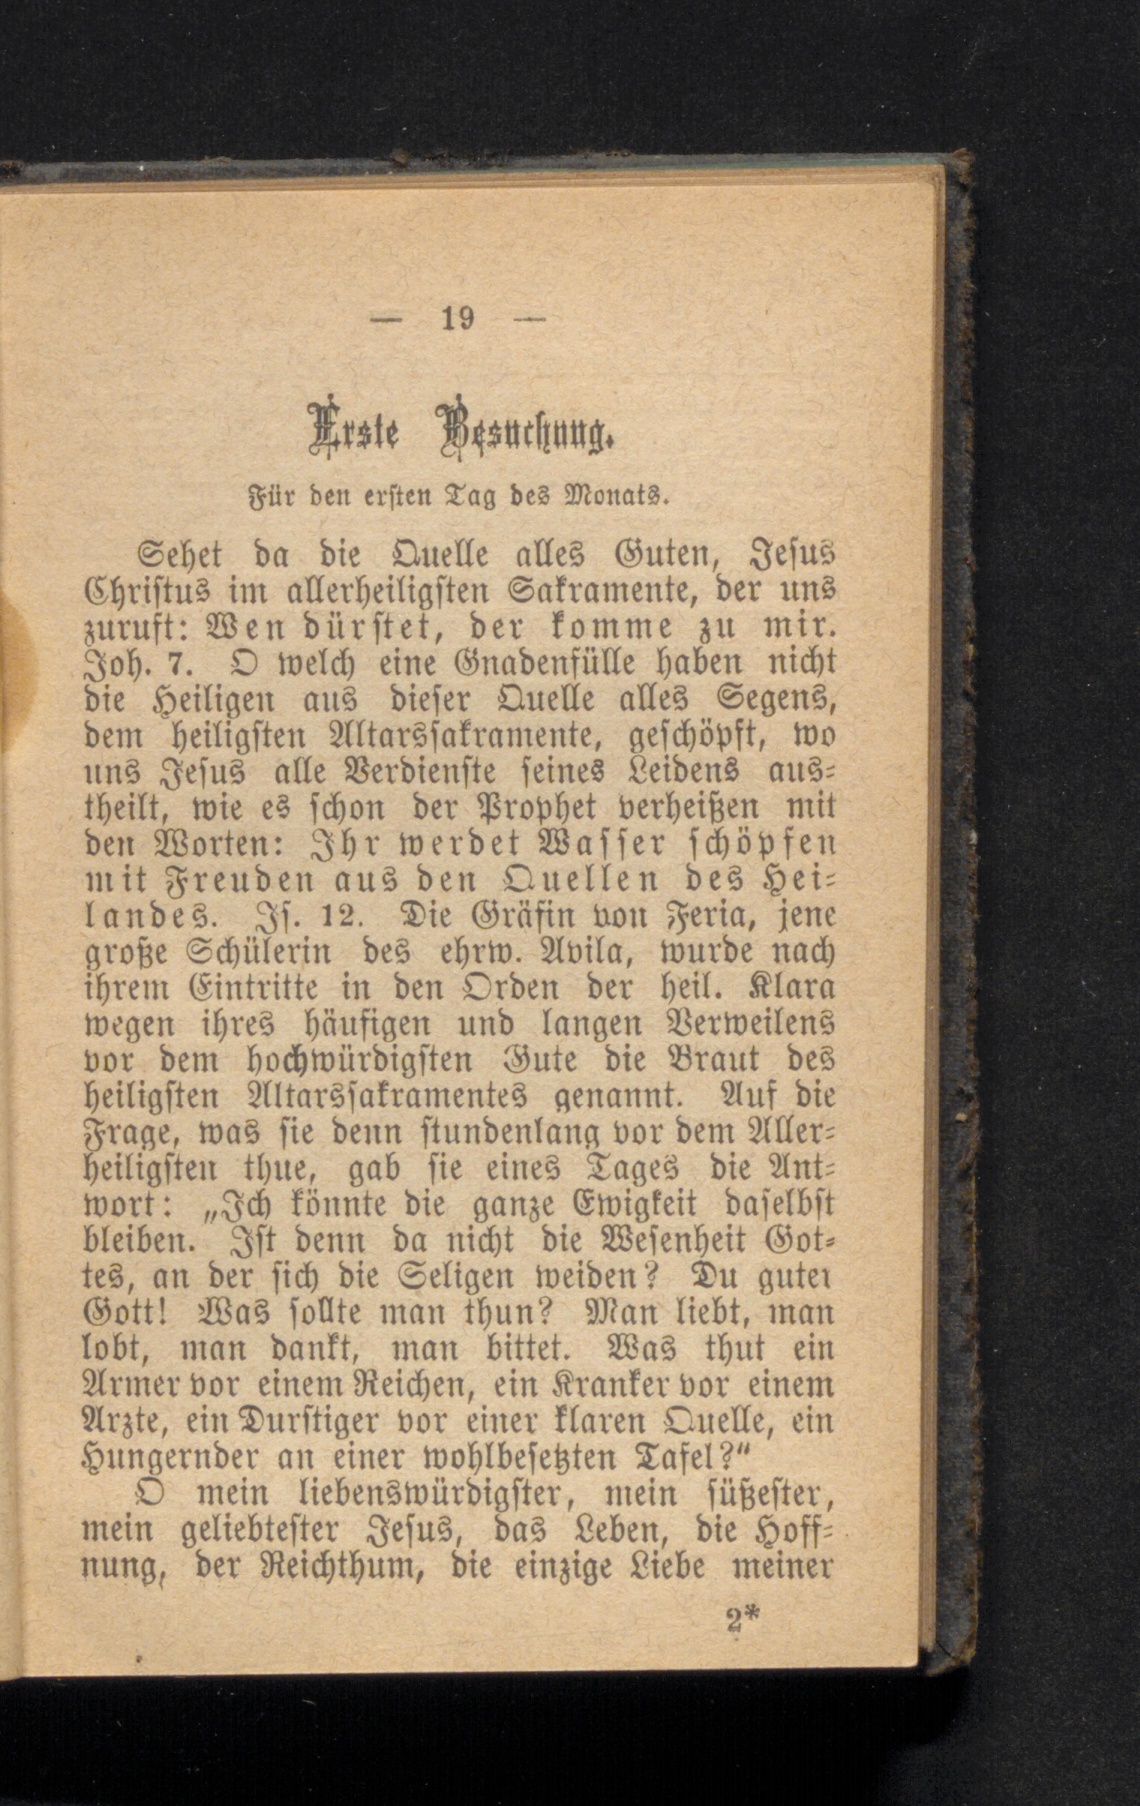 — 19 —
Erste Besuchung.
Für den ersten Tag des Monats.
Sehet da die Quelle alles Guten, Jesus
Christus im allerheiligsten Sakramente, der uns
zuruft: Wen dürstet, der komme zu mir.
Joh. 7. O welch eine Gnadenfülle haben nicht
die Heiligen aus dieser Quelle alles Segens,
dem heiligsten Altarssakramente, geschöpft, wo
uns Jesus alle Verdienste seines Leidens aus-
theilt, wie es schon der Prophet verheißen mit
den Worten: Ihr werdet Wasser schöpfen
mit Freuden aus den Quellen des Hei-
landes. Is. 12. Die Gräfin von Feria, jene
große Schülerin des ehrw. Avila, wurde nach
ihrem Eintritte in den Orden der heil. Klara
wegen ihres häufigen und langen Verweilens
vor dem hochwürdigsten Gute die Braut des
heiligsten Altarssakramentes genannt. Auf die
Frage, was sie denn stundenlang vor dem Aller-
heiligsten thue, gab sie eines Tages die Ant-
wort: „Ich könnte die ganze Ewigkeit daselbst
bleiben. Ist denn da nicht die Wesenheit Got-
tes, an der sich die Seligen weiden? Du guter
Gott! Was sollte man thun? Man liebt, man
lobt, man dankt, man bittet. Was thut ein
Armer vor einem Reichen, ein Kranker vor einem
Arzte, ein Durstiger vor einer klaren Quelle, ein
Hungernder an einer wohlbesetzten Tafel?“
O mein liebenswürdigster, mein süßester,
mein geliebtester Jesus, das Leben, die Hoff-
nung, der Reichthum, die einzige Liebe meiner
2*